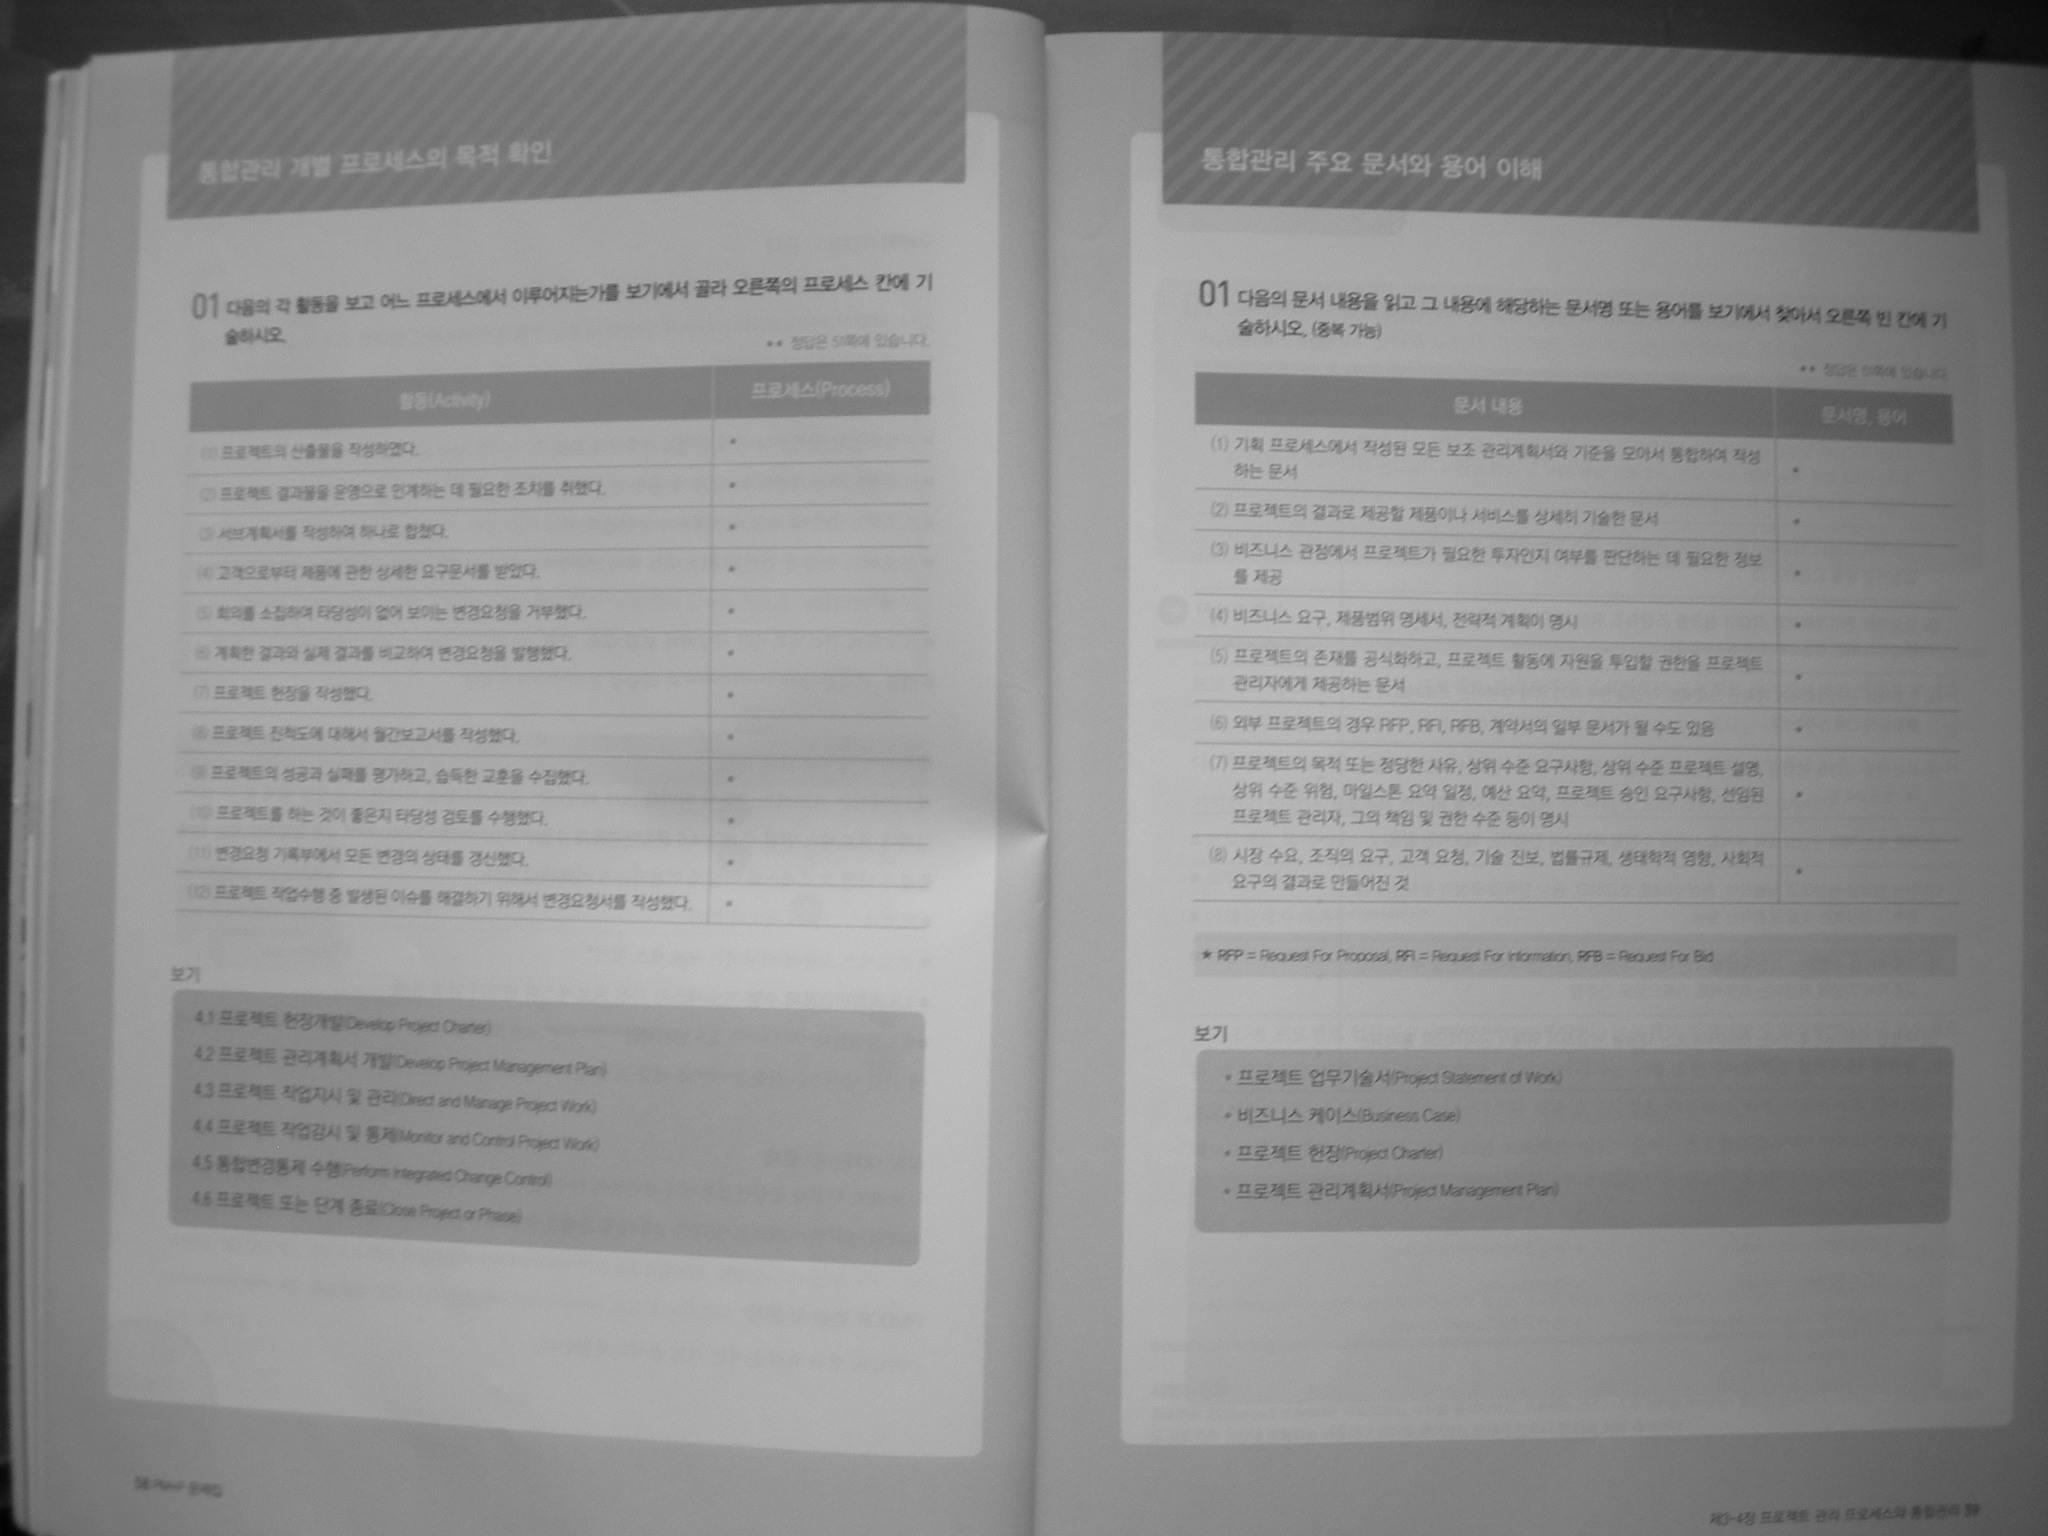 통합관리 개별 프로세스의 목적 확인
01 다음의 각 활동을 보고 어느 프로세스에서 이루어지는가를 보기에서 골라 오른쪽의 프로세스 칸에 기
술하시오.
•• 정답은 51쪽에 있습니다.
활동(Activity) 프로세스(Process)
(1) 프로젝트의 산출물을 작성하였다. •
(2) 프로젝트 결과물을 운영으로 인계하는 데 필요한 조치를 취했다. •
(3) 서브계획서를 작성하여 하나로 합쳤다. •
(4) 고객으로부터 제품에 관한 상세한 요구문서를 받았다. •
(5) 회의를 소집하여 타당성이 없어 보이는 변경요청을 거부했다. •
(6) 계획한 결과와 실제 결과를 비교하여 변경요청을 발행했다. •
(7) 프로젝트 헌장을 작성했다. •
(8) 프로젝트 진척도에 대해서 월간보고서를 작성했다. •
(9) 프로젝트의 성공과 실패를 평가하고, 습득한 교훈을 수집했다. •
(10) 프로젝트를 하는 것이 좋은지 타당성 검토를 수행했다. •
(11) 변경요청 기록부에서 모든 변경의 상태를 갱신했다. •
(12) 프로젝트 작업수행 중 발생된 이슈를 해결하기 위해서 변경요청서를 작성했다. •
보기
4.1 프로젝트 헌장개발(Develop Project Charter)
4.2 프로젝트 관리계획서 개발(Develop Project Management Plan)
4.3 프로젝트 작업지시 및 관리(Direct and Manage Project Work)
4.4 프로젝트 작업감시 및 통제(Monitor and Control Project Work)
4.5 통합변경통제 수행(Perform Integrated Change Control)
4.6 프로젝트 또는 단계 종료(Close Project or Phase)
58 문제집
통합관리 주요 문서와 용어 이해
01 다음의 문서 내용을 읽고 그 내용에 해당하는 문서명 또는 용어를 보기에서 찾아서 오른쪽 빈 칸에 기
술하시오. (중복 가능)
•• 정답은 쪽에 있습니다.
문서 내용 문서명, 용어
(1) 기획 프로세스에서 작성된 모든 보조 관리계획서와 기준을 모아서 통합하여 작성
하는 문서 •
(2) 프로젝트의 결과로 제공할 제품이나 서비스를 상세히 기술한 문서 •
(3) 비즈니스 관점에서 프로젝트가 필요한 투자인지 여부를 판단하는 데 필요한 정보
를 제공 •
(4) 비즈니스 요구, 제품범위 명세서, 전략적 계획이 명시 •
(5) 프로젝트의 존재를 공식화하고, 프로젝트 활동에 자원을 투입할 권한을 프로젝트
관리자에게 제공하는 문서 •
(6) 외부 프로젝트의 경우 RFP, RFI, RFB, 계약서의 일부 문서가 될 수도 있음 •
(7) 프로젝트의 목적 또는 정당한 사유, 상위 수준 요구사항, 상위 수준 프로젝트 설명,
상위 수준 위험, 마일스톤 요약 일정, 예산 요약, 프로젝트 승인 요구사항, 선임된
프로젝트 관리자, 그의 책임 및 권한 수준 등이 명시 •
(8) 시장 수요, 조직의 요구, 고객 요청, 기술 진보, 법률규제, 생태학적 영향, 사회적
요구의 결과로 만들어진 것 •
★ RFP = Request For Proposal, RFI = Request For Information, RFB = Request For Bid
보기
• 프로젝트 업무기술서(Project Statement of Work)
• 비즈니스 케이스(Business Case)
• 프로젝트 헌장(Project Charter)
• 프로젝트 관리계획서(Project Management Plan)
제3-4장 프로젝트 관리 프로세스와 통합관리 59